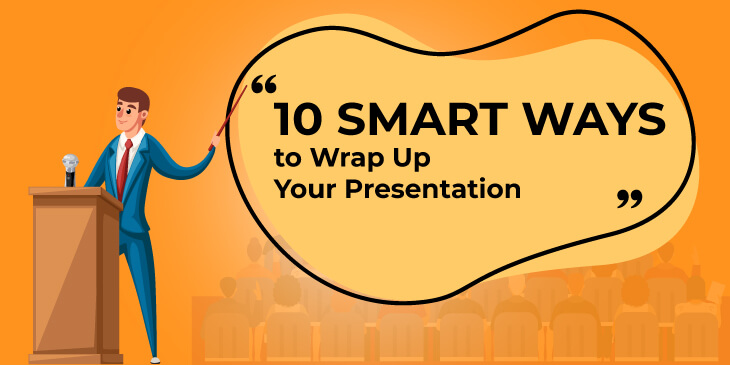 “
10 SMART WAYS
to Wrap Up
Your Presentation
”